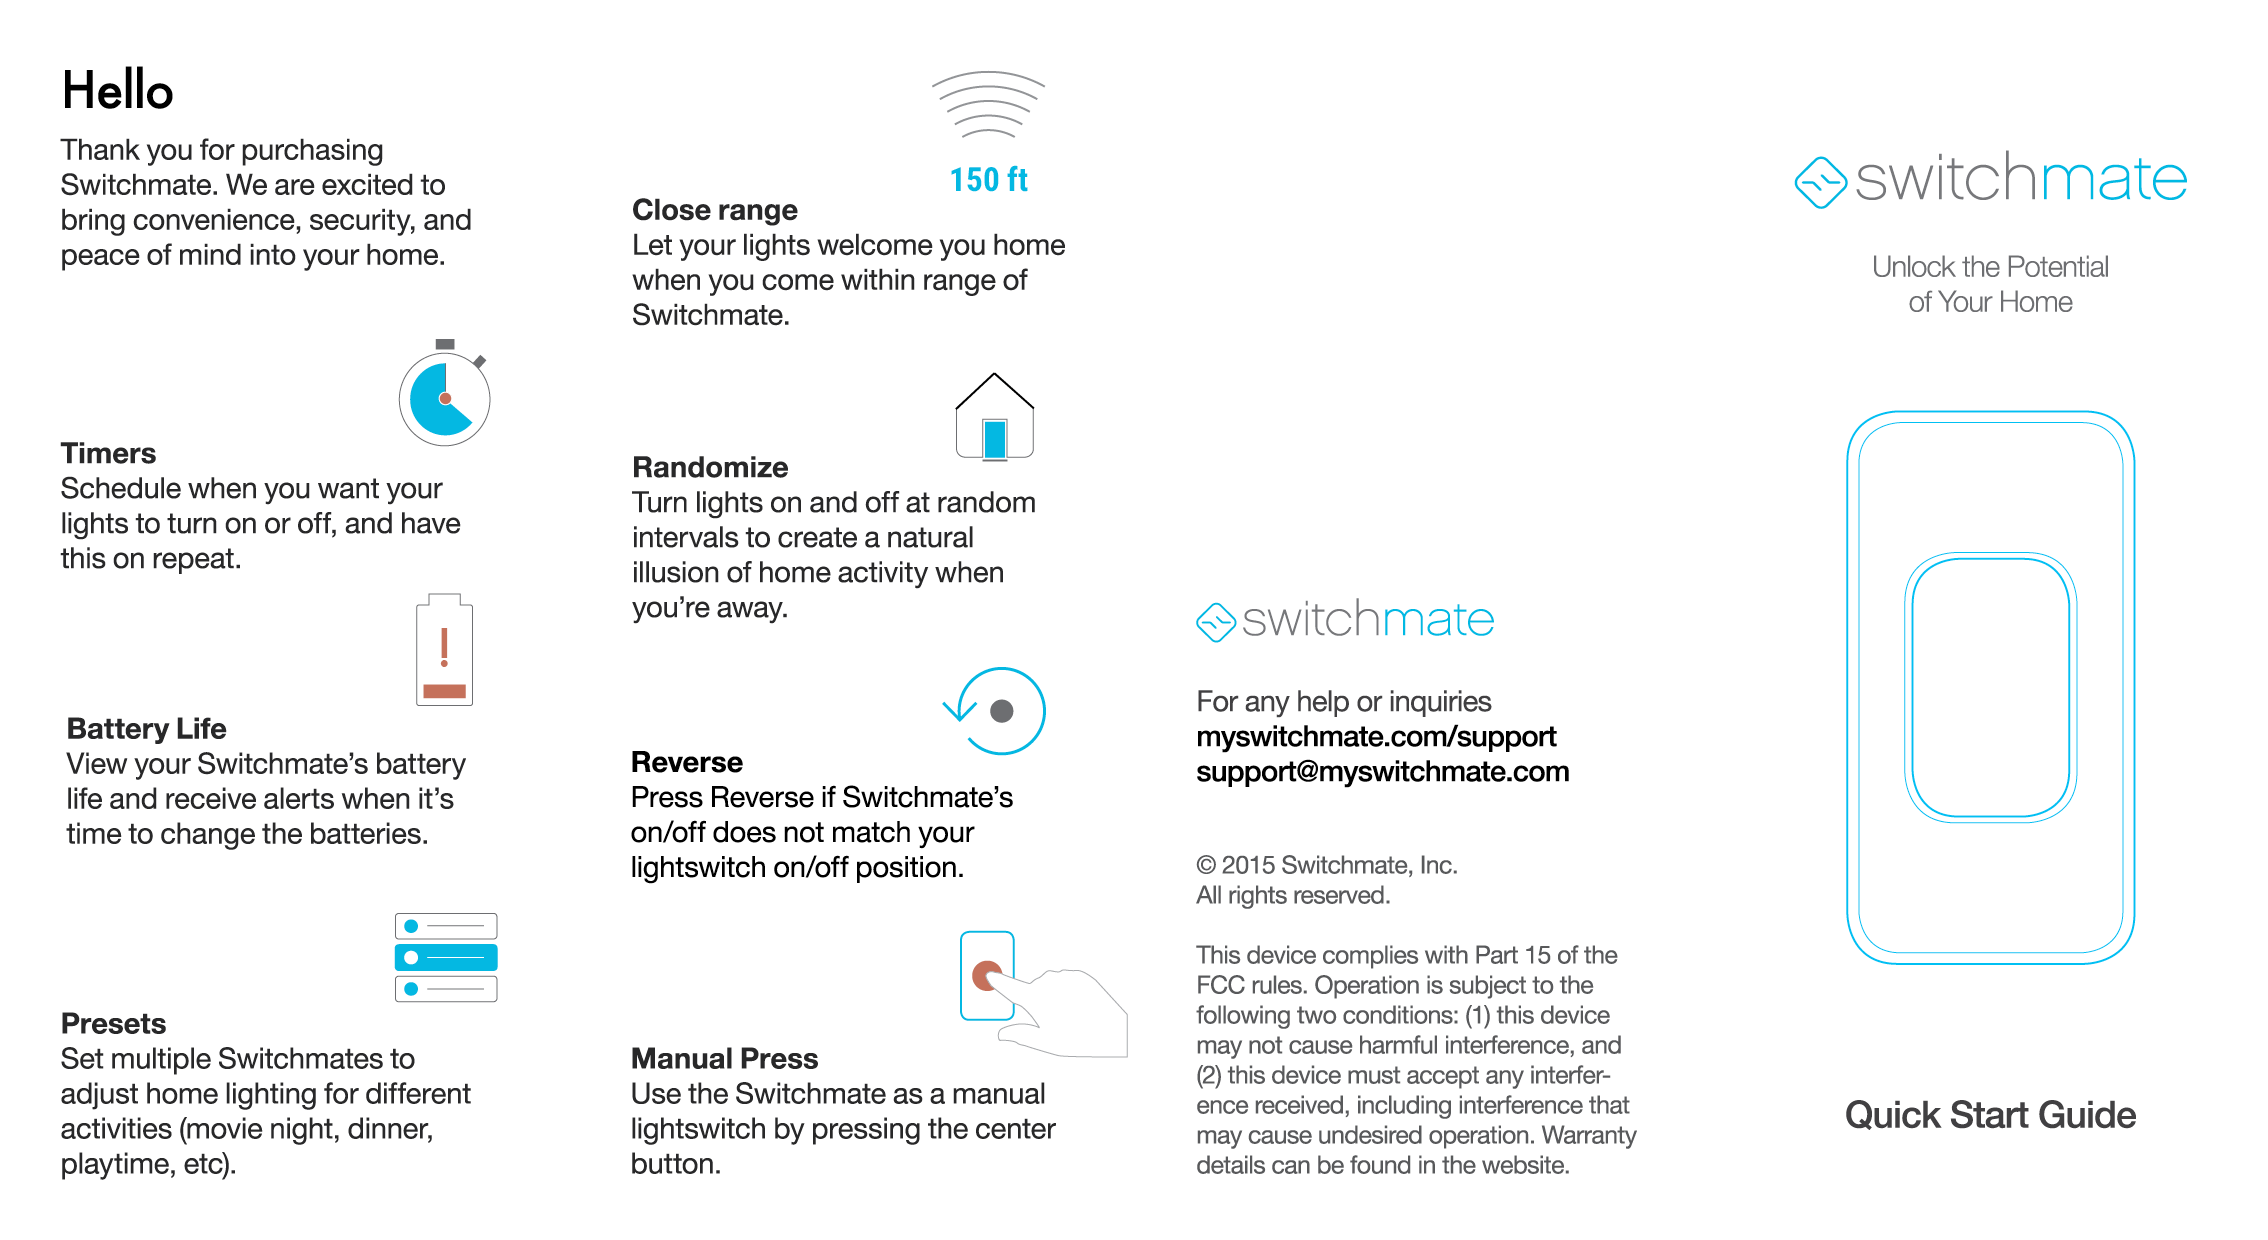 Hello
Thank you for purchasing
Switchmate. We are excited to
bring convenience, security, and
peace of mind into your home.
Timers
Schedule when you want your
lights to turn on or off, and have
this on repeat.
Battery Life
View your Switchmate’s battery
life and receive alerts when it’s
time to change the batteries.
Presets
Set multiple Switchmates to
adjust home lighting for different
activities (movie night, dinner,
playtime, etc).
150 ft
Close range
Let your lights welcome you home
when you come within range of
Switchmate.
Randomize
Turn lights on and off at random
intervals to create a natural
illusion of home activity when
you’re away.
Reverse
Press Reverse if Switchmate’s
on/off does not match your
lightswitch on/off position.
Manual Press
Use the Switchmate as a manual
lightswitch by pressing the center
button.
switchmate
For any help or inquiries
myswitchmate.com/support
support@myswitchmate.com
© 2015 Switchmate, Inc.
All rights reserved.
This device complies with Part 15 of the
FCC rules. Operation is subject to the
following two conditions: (1) this device
may not cause harmful interference, and
(2) this device must accept any interfer-
ence received, including interference that
may cause undesired operation. Warranty
details can be found in the website.
switchmate
Unlock the Potential
of Your Home
Quick Start Guide